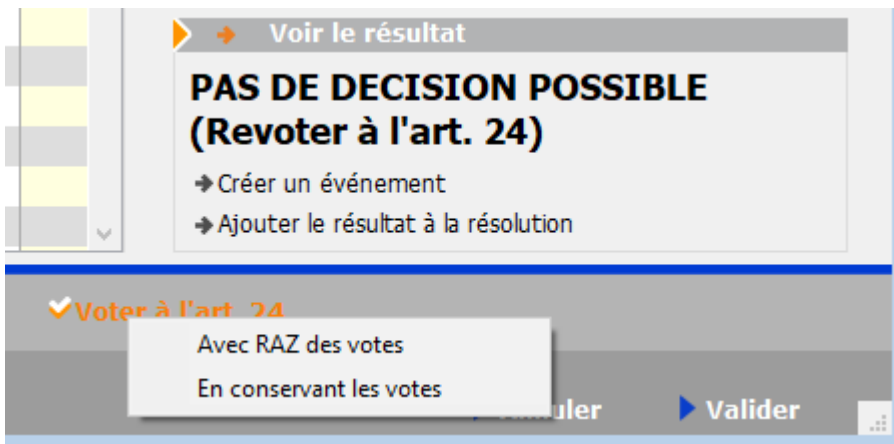 Voir le résultat
PAS DE DECISION POSSIBLE
(Revoter à l'art. 24)
Créer un événement
Ajouter le résultat à la résolution
Voter à l'art. 24
Avec RAZ des votes
En conservant les votes
Valider